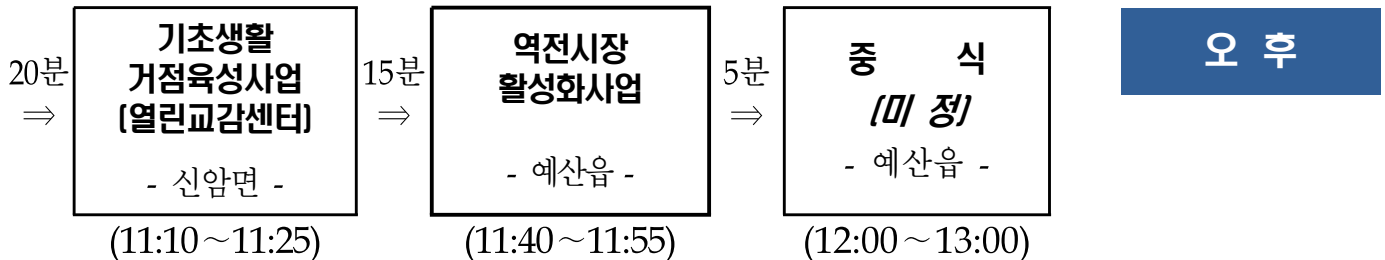 20분
⇒
기초생활
거점육성사업
(열린교감센터)
- 신암면 -
(11:10～11:25)
15분
⇒
역전시장
활성화사업
- 예산읍 -
(11:40～11:55)
5분
⇒
중 식
(미 정)
- 예산읍 -
(12:00～13:00)
오 후